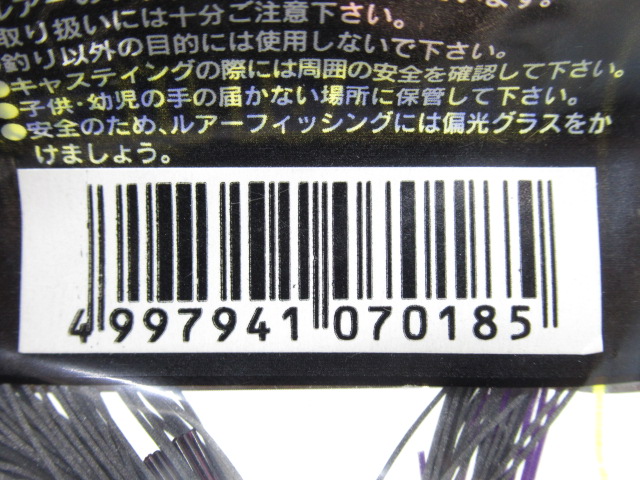 取り扱いには十分ご注意下さい。
釣り以外の目的には使用しないで下さい。
●キャスティングの際には周囲の安全を確認して下さい。
●子供・幼児の手の届かない場所に保管して下さい。
●安全のため、ルアーフィッシングには偏光グラスをか
けましょう。
4 997941 070185